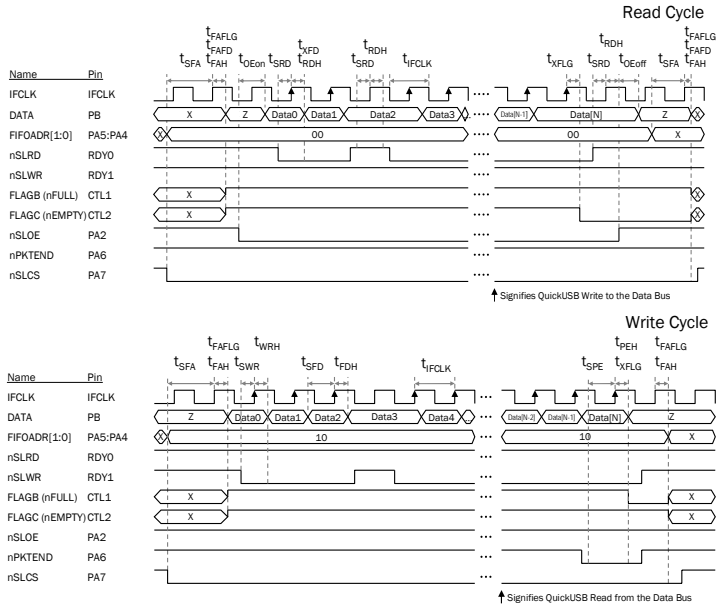 Read Cycle
tFAFLG tFAFD tFAH tSFA tOEon tSRD tXFD tRDH tSRD tRDH tIFCLK tXFLG tSRD tRDH tOEoff tSFA tFAFLG tFAFD tFAH
Name Pin
IFCLK IFCLK
DATA PB X Z Data0 Data1 Data2 Data3 Data[N-1] Data[N] Z X
FIFOADR[1:0] PA5:PA4 X 00 00 X
nSLRD RDY0
nSLWR RDY1
FLAGB (nFULL) CTL1 X X
FLAGC (nEMPTY) CTL2 X X
nSLOE PA2
nPKTEND PA6
nSLCS PA7
Signifies QuickUSB Write to the Data Bus
Write Cycle
tSFA tFAFLG tFAH tSWR tWRH tSFD tFDH tIFCLK tSPE tPEH tXFLG tFAFLG tFAH
Name Pin
IFCLK IFCLK
DATA PB Z Data0 Data1 Data2 Data3 Data4 Data[N-2] Data[N-1] Data[N] Z
FIFOADR[1:0] PA5:PA4 X 10 10 X
nSLRD RDY0
nSLWR RDY1
FLAGB (nFULL) CTL1 X X
FLAGC (nEMPTY) CTL2 X X
nSLOE PA2
nPKTEND PA6
nSLCS PA7
Signifies QuickUSB Read from the Data Bus